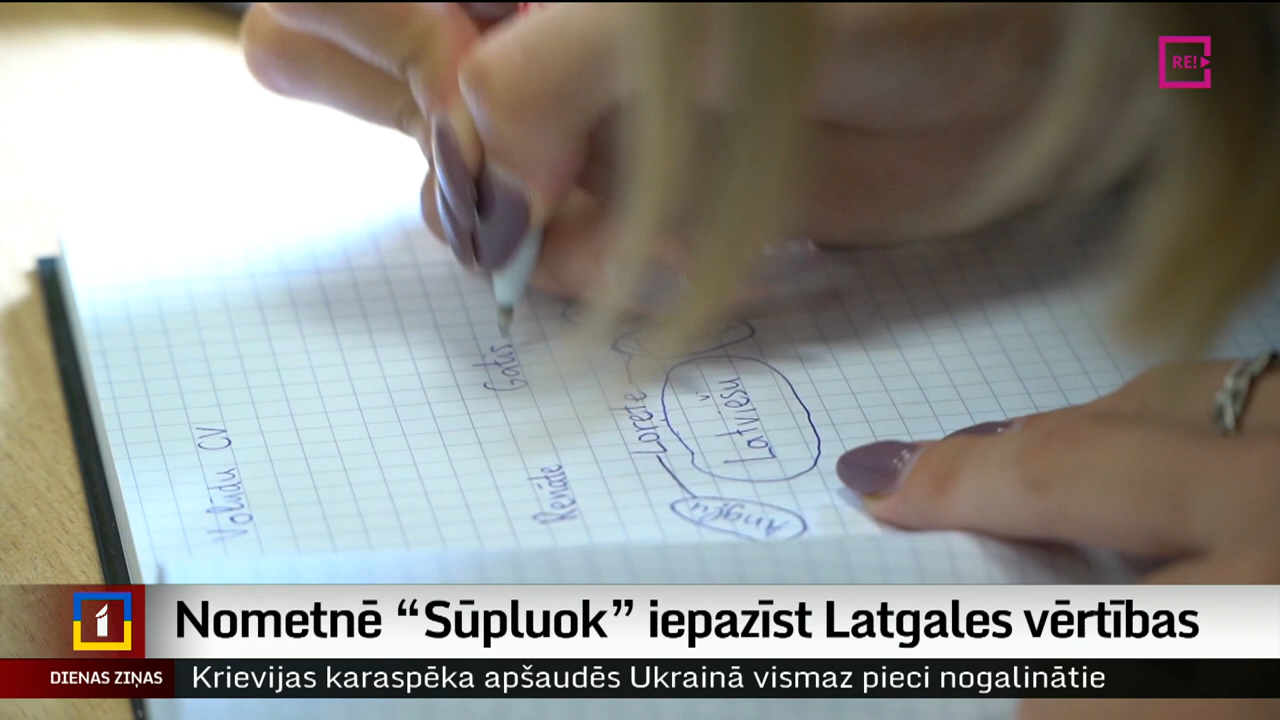 RE!
Valodu CV
Gatis
Renāte
Lorete
Latviešu
Angļu
1
Nometnē “Sūpluok” iepazīst Latgales vērtības
DIENAS ZIŅAS
Krievijas karaspēka apšaudēs Ukrainā vismaz pieci nogalinātie